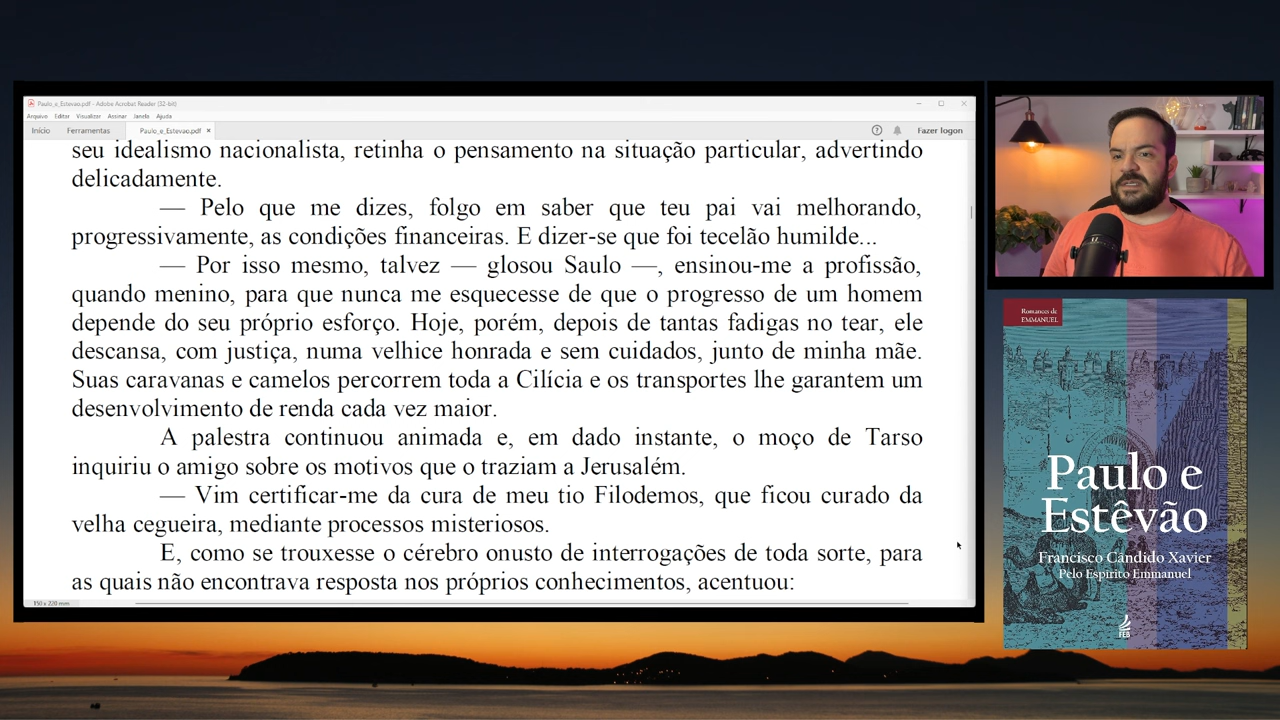 Paulo_e_Estevao.pdf - Adobe Acrobat Reader (32-bit)
Arquivo Editar Visualizar Assinar Janela Ajuda
Início Ferramentas Paulo_e_Estevao.pdf × Fazer logon
seu idealismo nacionalista, retinha o pensamento na situação particular, advertindo
delicadamente.
— Pelo que me dizes, folgo em saber que teu pai vai melhorando,
progressivamente, as condições financeiras. E dizer-se que foi tecelão humilde...
— Por isso mesmo, talvez — glosou Saulo —, ensinou-me a profissão,
quando menino, para que nunca me esquecesse de que o progresso de um homem
depende do seu próprio esforço. Hoje, porém, depois de tantas fadigas no tear, ele
descansa, com justiça, numa velhice honrada e sem cuidados, junto de minha mãe.
Suas caravanas e camelos percorrem toda a Cilícia e os transportes lhe garantem um
desenvolvimento de renda cada vez maior.
A palestra continuou animada e, em dado instante, o moço de Tarso
inquiriu o amigo sobre os motivos que o traziam a Jerusalém.
— Vim certificar-me da cura de meu tio Filodemos, que ficou curado da
velha cegueira, mediante processos misteriosos.
E, como se trouxesse o cérebro onusto de interrogações de toda sorte, para
as quais não encontrava resposta nos próprios conhecimentos, acentuou:
150 x 220 mm
Romances de
EMMANUEL
Paulo e
Estêvão
Francisco Cândido Xavier
Pelo Espírito Emmanuel
FEB